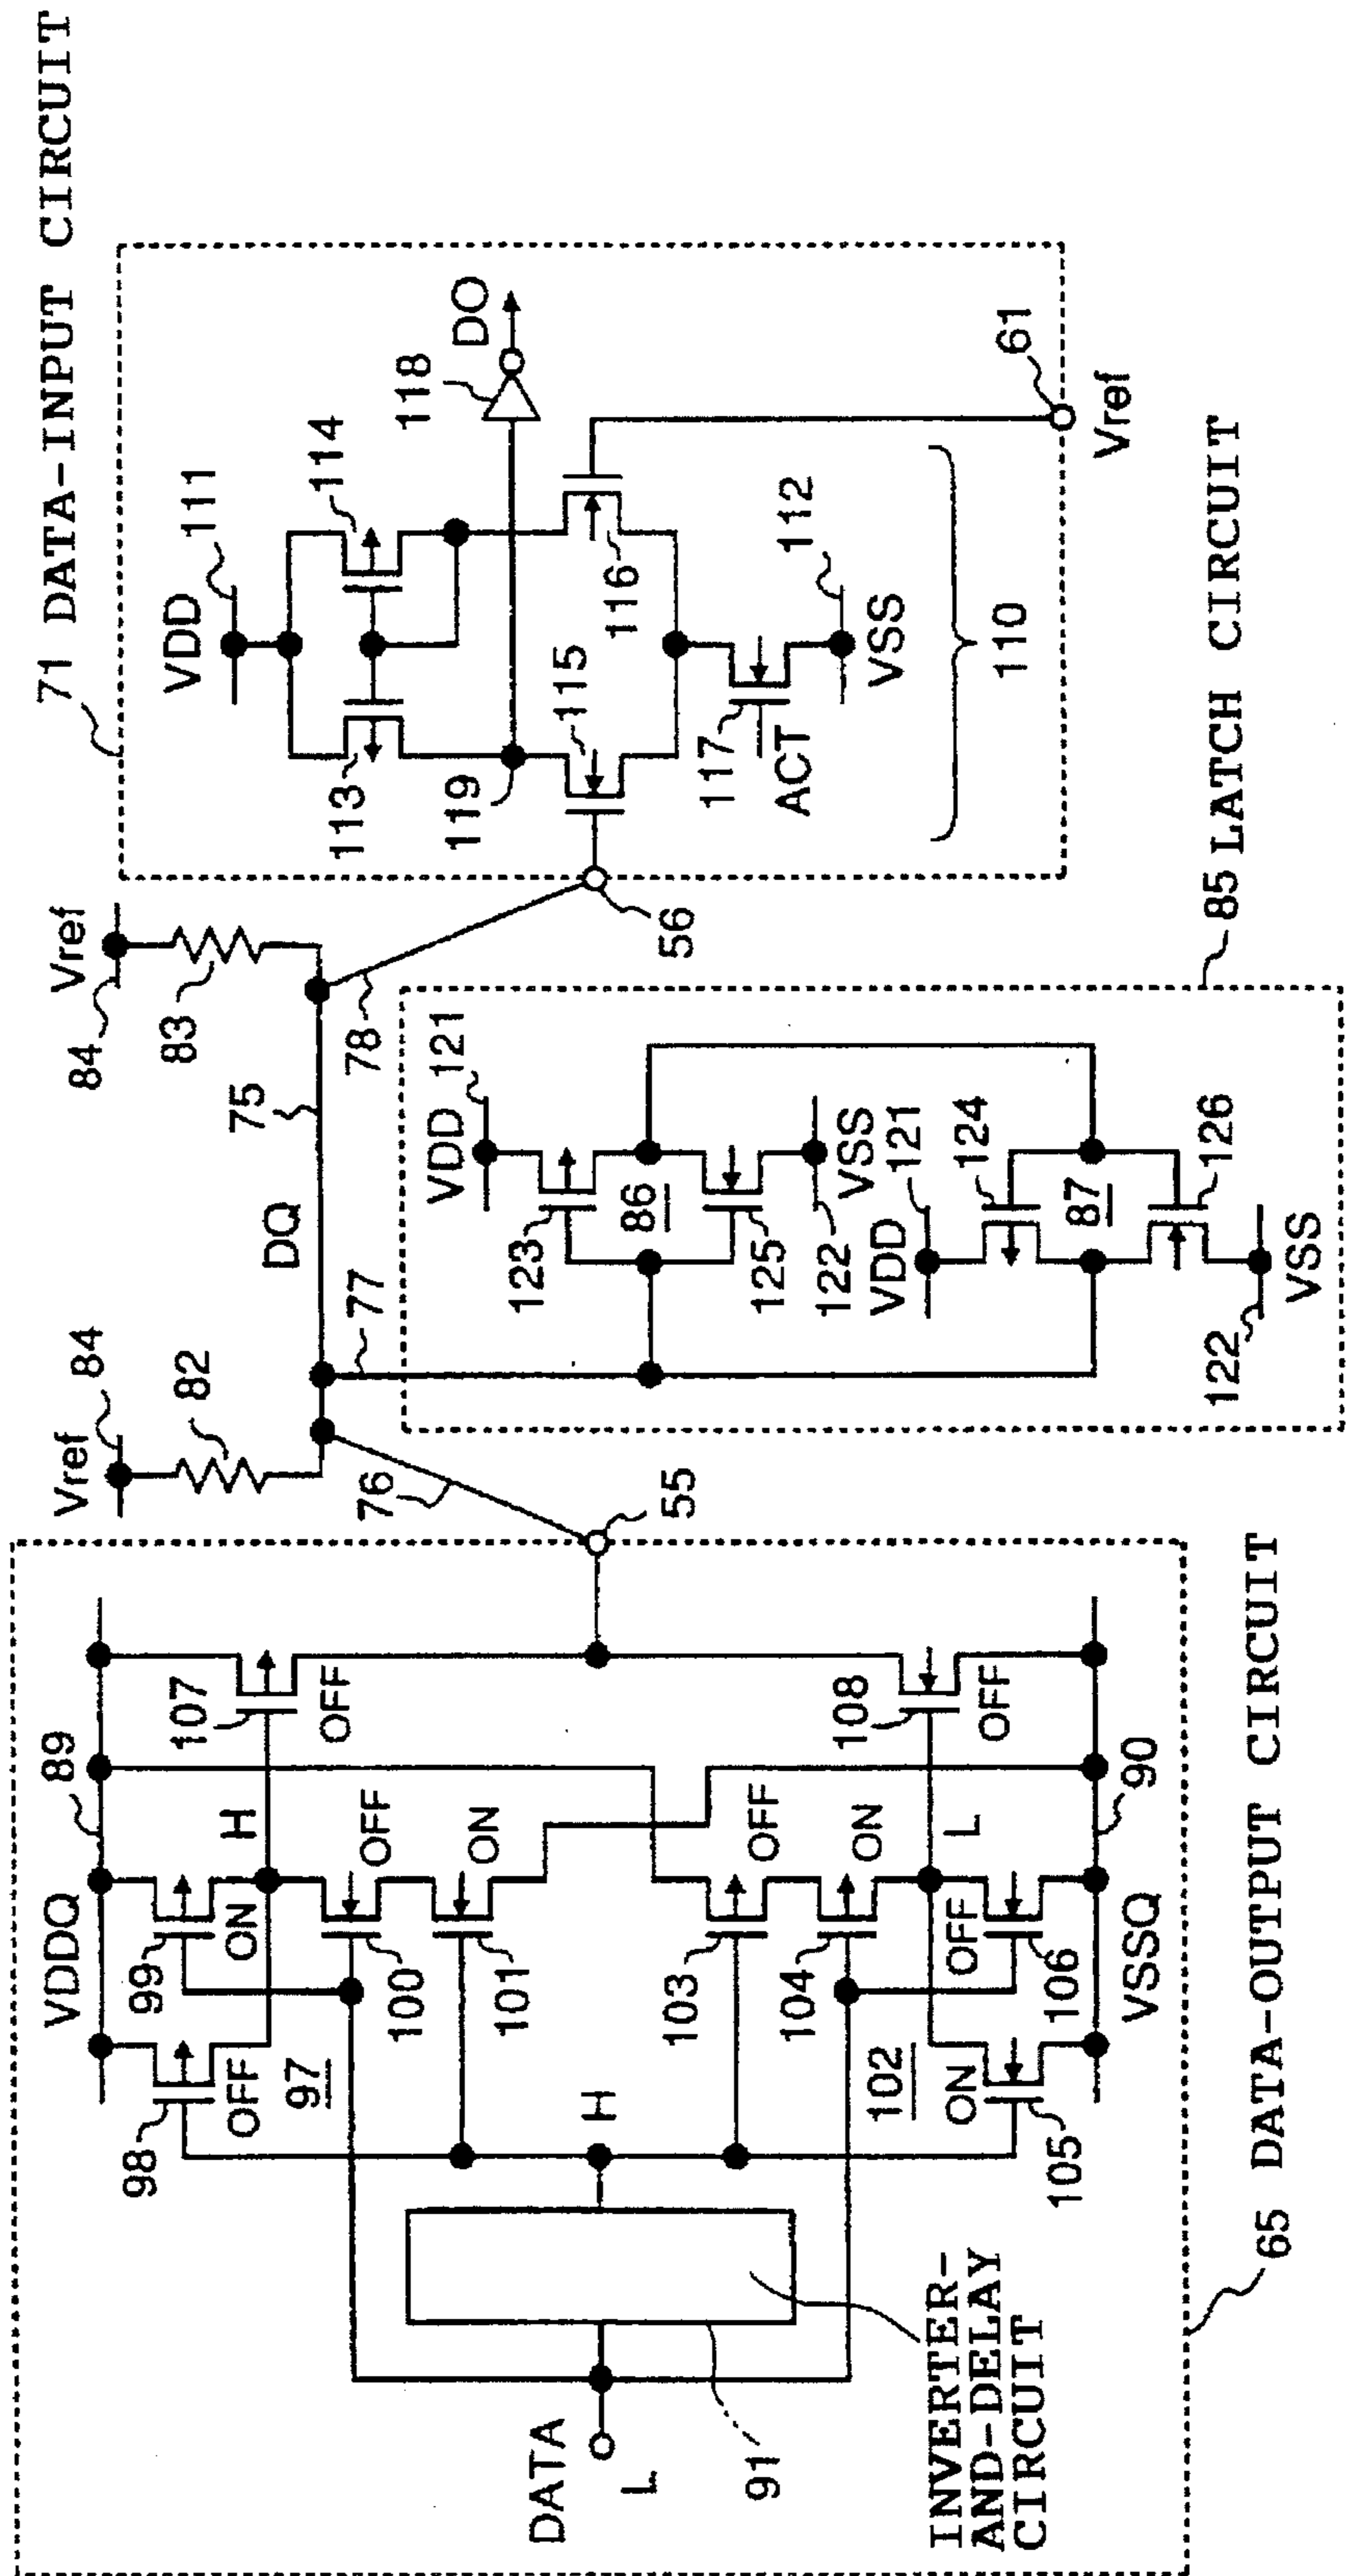 71 DATA-INPUT CIRCUIT
VDD
111
113
114
118
DO
119
115
116
117
ACT
112
VSS
110
61
Vref
56
Vref
84
83
78
75
DQ
77
Vref
84
82
76
55
85 LATCH CIRCUIT
VDD
121
123
86
125
122
VSS
VDD
121
124
87
126
122
VSS
65 DATA-OUTPUT CIRCUIT
VDDQ
89
98
OFF
99
ON
H
107
OFF
97
100
OFF
101
ON
H
103
OFF
104
ON
102
L
108
OFF
105
ON
106
OFF
VSSQ
90
DATA
L
91
INVERTER-
AND-DELAY
CIRCUIT